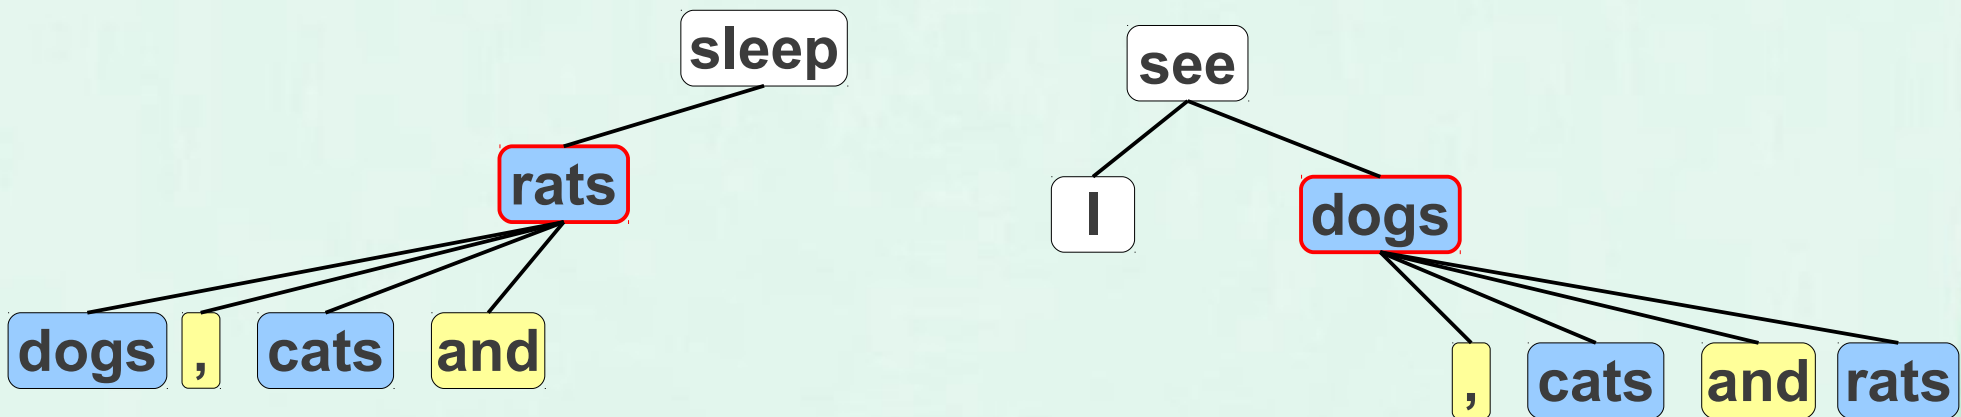 sleep
rats
dogs , cats and
see
I dogs
, cats and rats